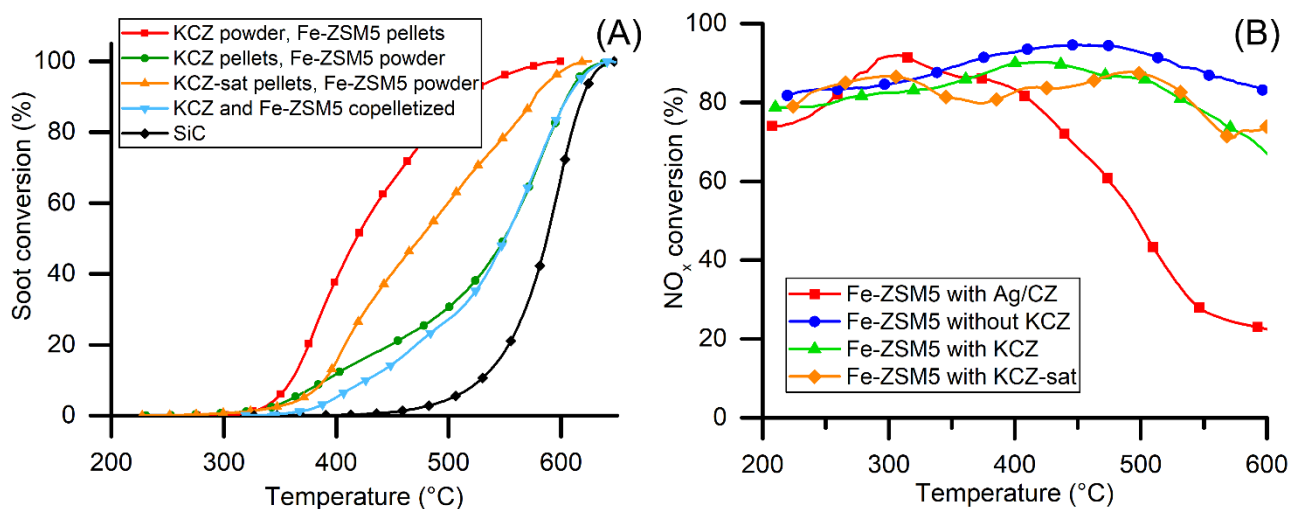 (A)
KCZ powder, Fe-ZSM5 pellets
KCZ pellets, Fe-ZSM5 powder
KCZ-sat pellets, Fe-ZSM5 powder
KCZ and Fe-ZSM5 copelletized
SiC
Soot conversion (%)
100
80
60
40
20
0
200
300
400
500
600
Temperature (°C)
(B)
NOx conversion (%)
100
80
60
40
20
0
Fe-ZSM5 with Ag/CZ
Fe-ZSM5 without KCZ
Fe-ZSM5 with KCZ
Fe-ZSM5 with KCZ-sat
200
300
400
500
600
Temperature (°C)